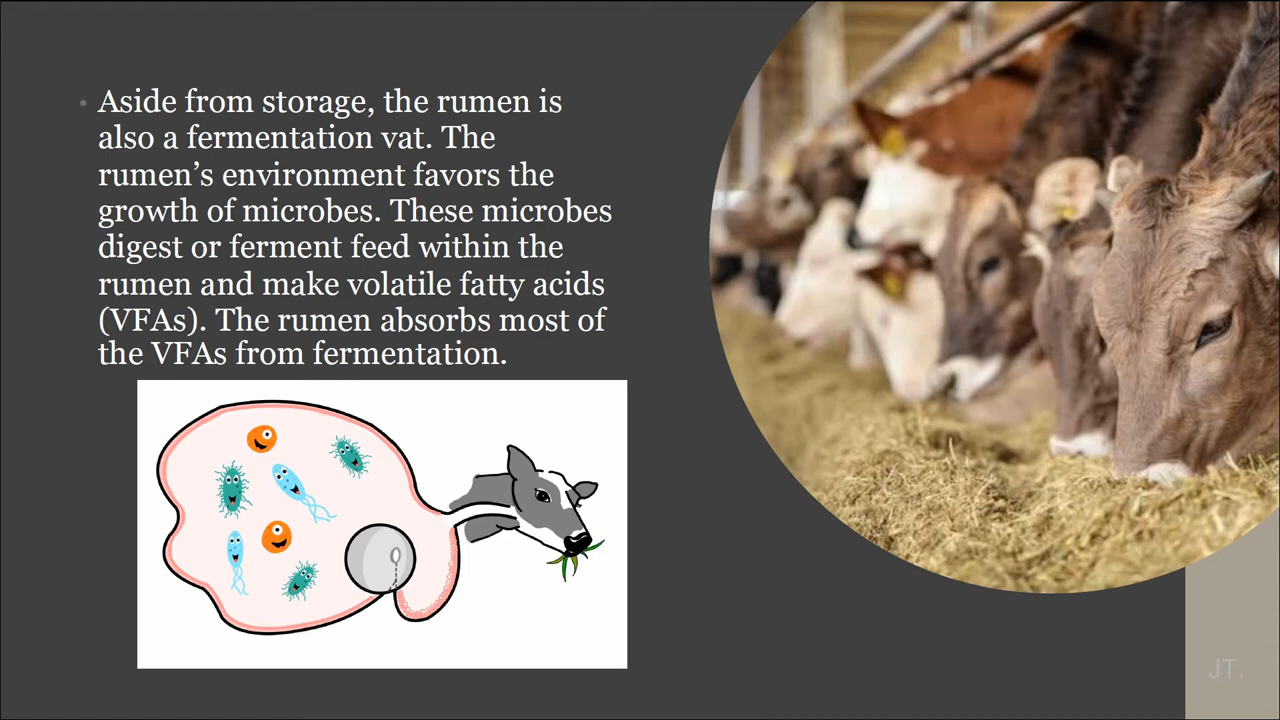 Aside from storage, the rumen is
also a fermentation vat. The
rumen’s environment favors the
growth of microbes. These microbes
digest or ferment feed within the
rumen and make volatile fatty acids
(VFAs). The rumen absorbs most of
the VFAs from fermentation.
JT.